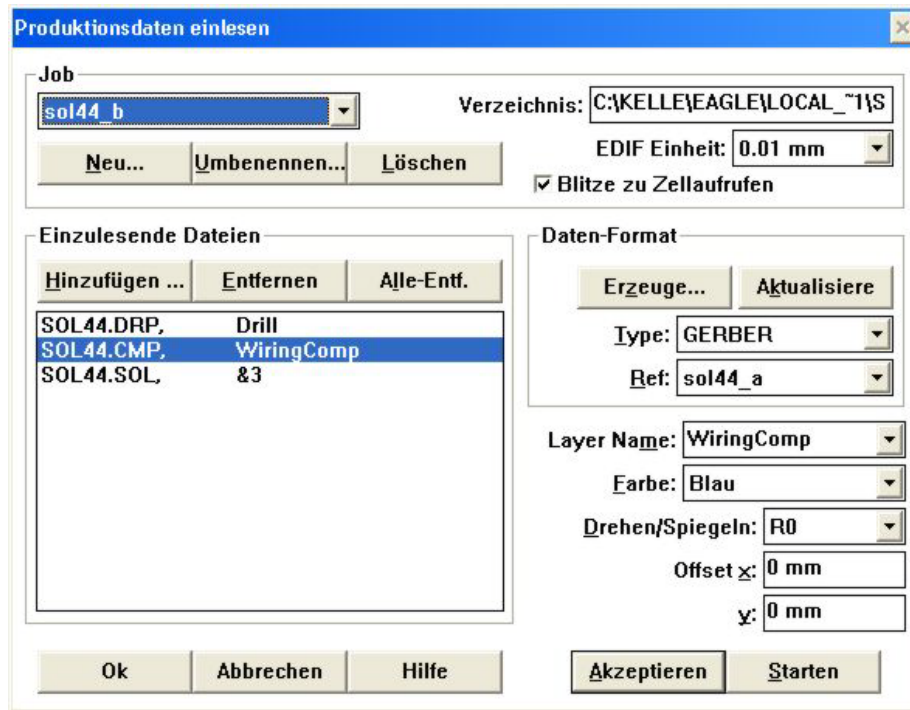 Produktionsdaten einlesen
Job
sol44_b
Verzeichnis: C:\KELLE\EAGLE\LOCAL_~1\S
Neu... Umbenennen... Löschen
EDIF Einheit: 0.01 mm
Blitze zu Zellaufrufen
Einzulesende Dateien
Hinzufügen ... Entfernen Alle-Entf.
SOL44.DRP, Drill
SOL44.CMP, WiringComp
SOL44.SOL, &3
Daten-Format
Erzeuge... Aktualisiere
Type: GERBER
Ref: sol44_a
Layer Name: WiringComp
Farbe: Blau
Drehen/Spiegeln: R0
Offset x: 0 mm
y: 0 mm
Ok Abbrechen Hilfe Akzeptieren Starten